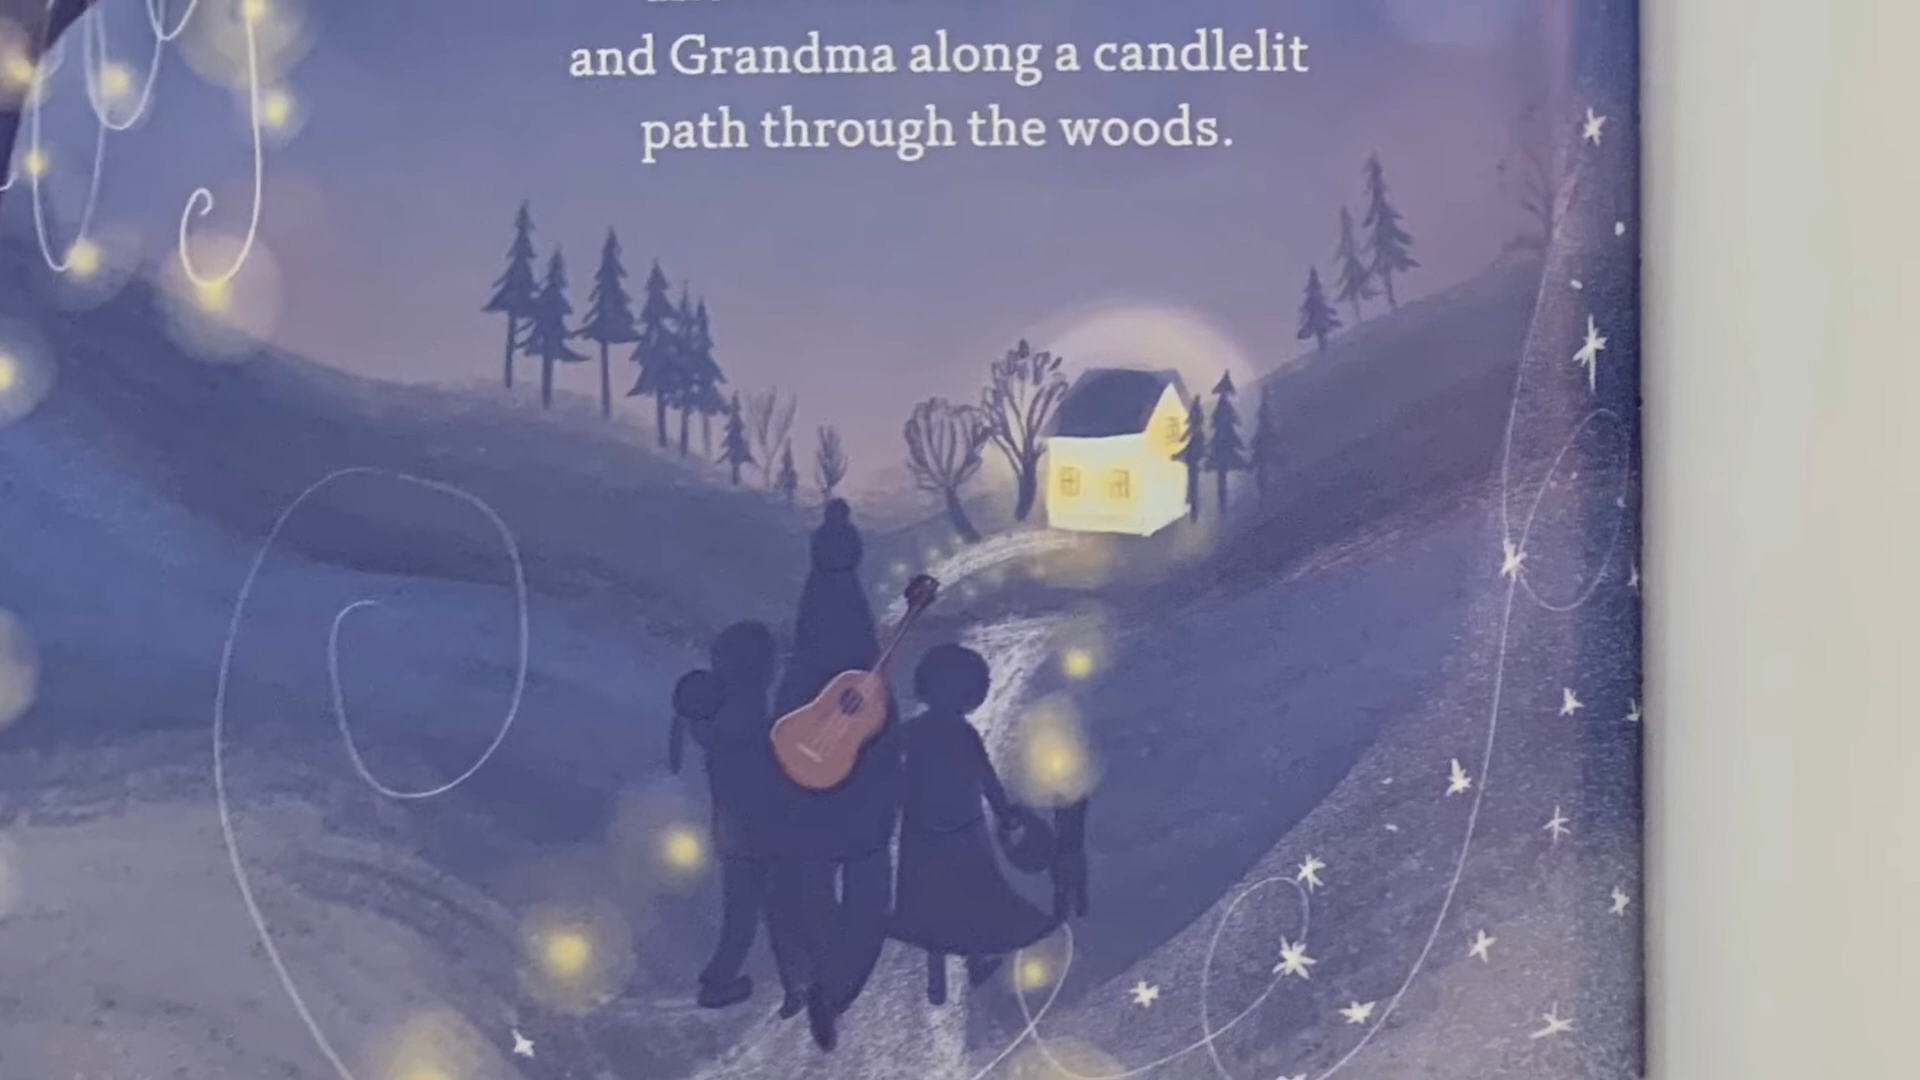 and Grandma along a candlelit
path through the woods.